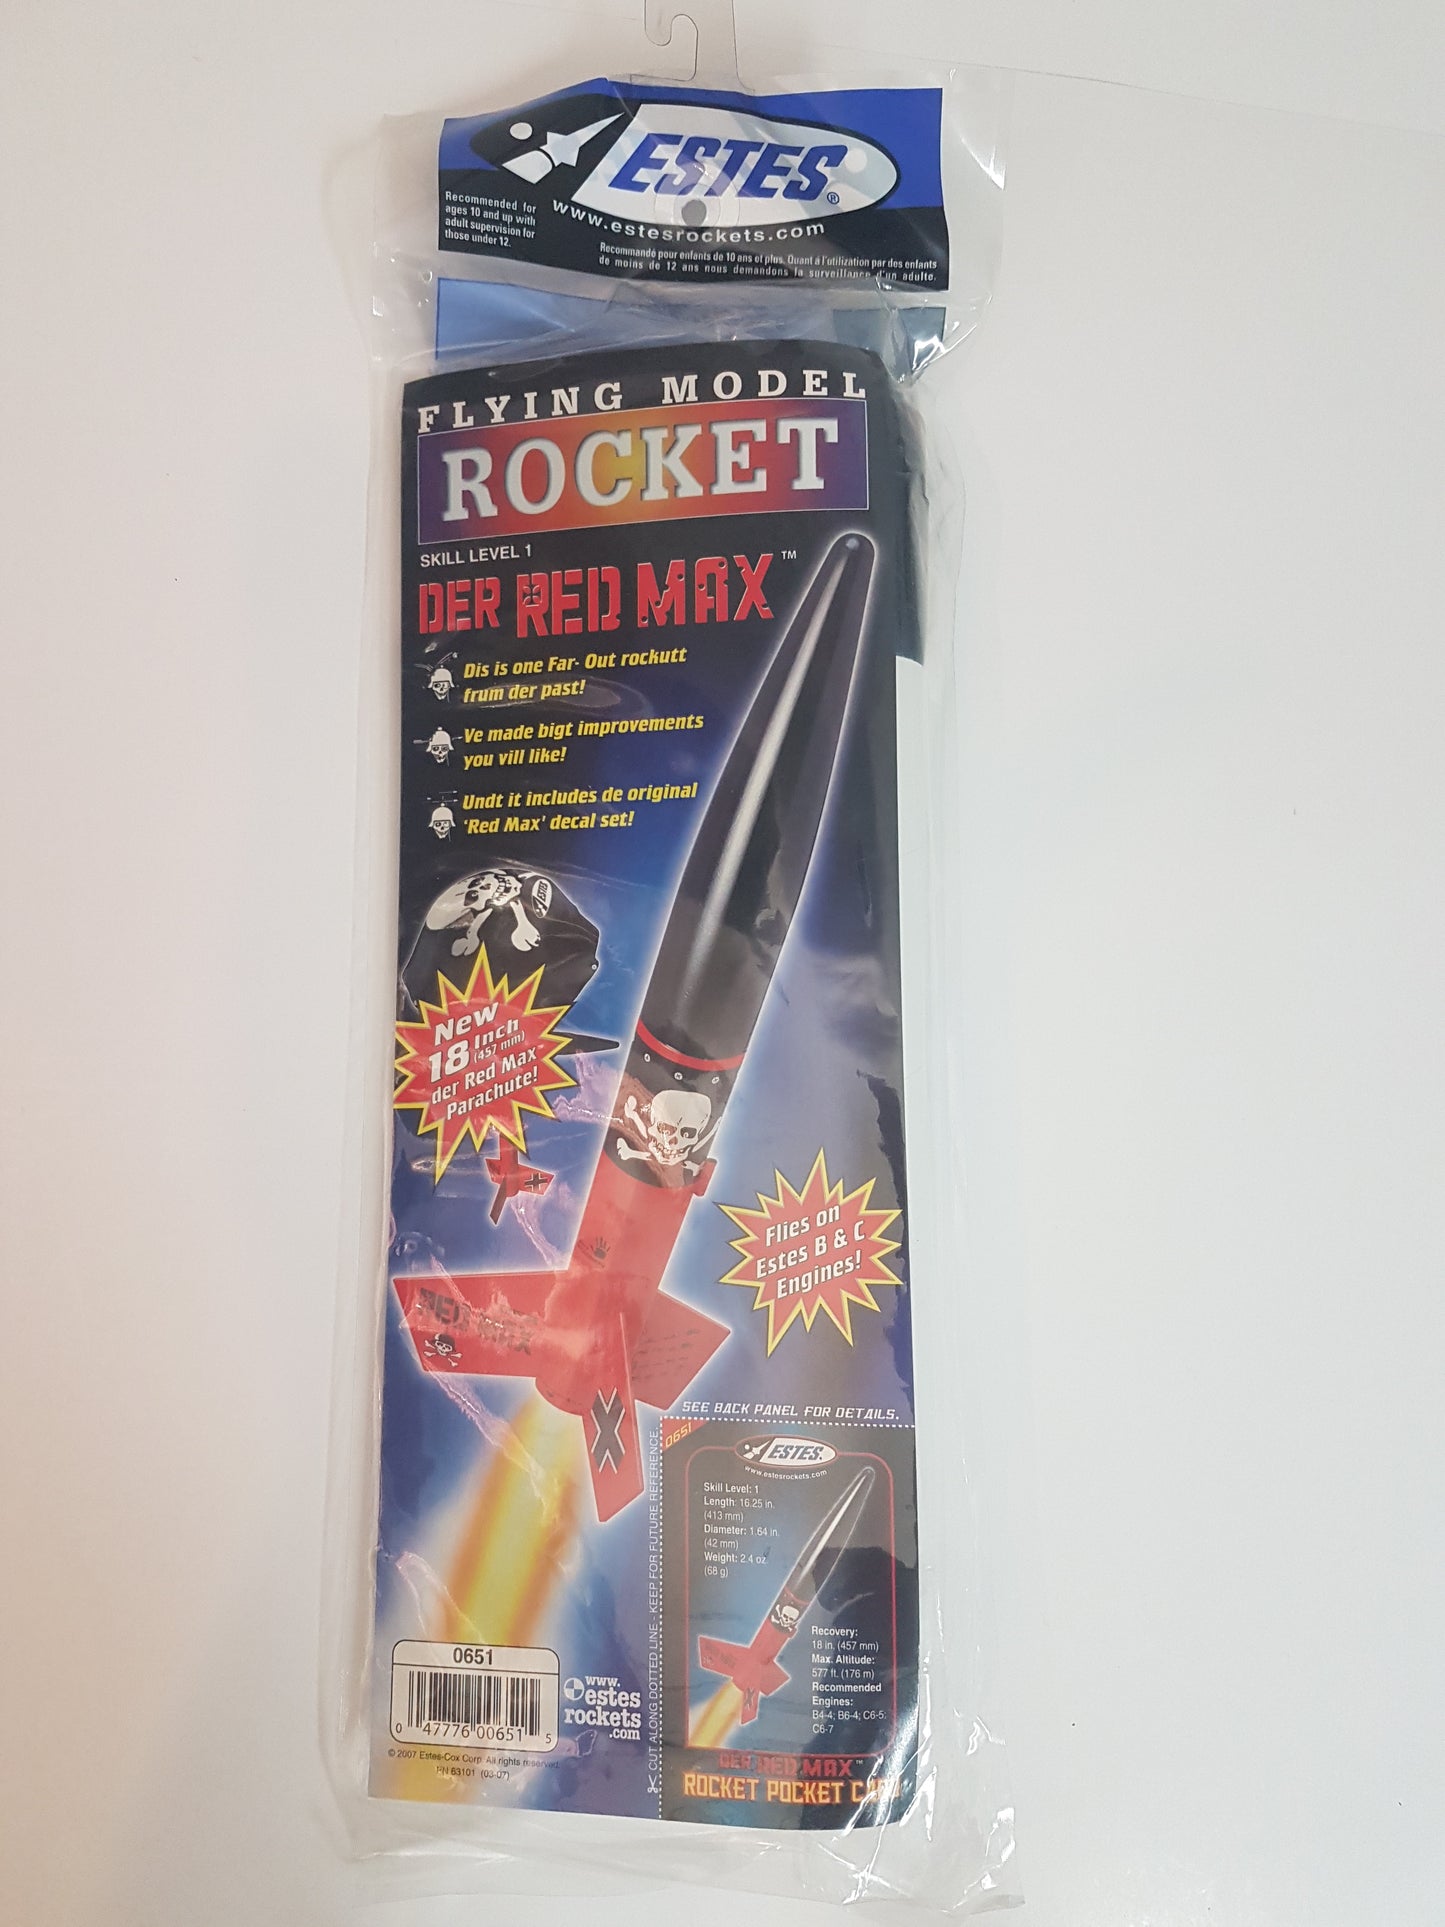 ESTES®
www.estesrockets.com
Recommended for
ages 10 and up with
adult supervision for
those under 12.
Recommandé pour enfants de 10 ans et plus. Quant á l'utilization par des enfants
de moins de 12 ans nous demandons la surveillance d'un adulte.
FLYING MODEL
ROCKET
SKILL LEVEL 1
DER RED MAX™
Dis is one Far- Out rockutt
frum der past!
Ve made bigt improvements
you vill like!
Undt it includes de original
'Red Max' decal set!
ESTES
New
18 Inch
(457 mm)
der Red Max™
Parachute!
Flies on
Estes B & C
Engines!
RED MAX
SEE BACK PANEL FOR DETAILS.
CUT ALONG DOTTED LINE - KEEP FOR FUTURE REFERENCE.
0651
ESTES
www.estesrockets.com
Skill Level: 1
Length: 16.25 in.
(413 mm)
Diameter: 1.64 in.
(42 mm)
Weight: 2.4 oz.
(68 g)
Recovery:
18 in. (457 mm)
Max. Altitude:
577 ft. (176 m)
Recommended
Engines:
B4-4; B6-4; C6-5;
C6-7
DER RED MAX™
ROCKET POCKET
0651
0 47776 00651 5
www.
estes
rockets
.com
© 2007 Estes-Cox Corp. All rights reserved.
PN 63101 (03-07)